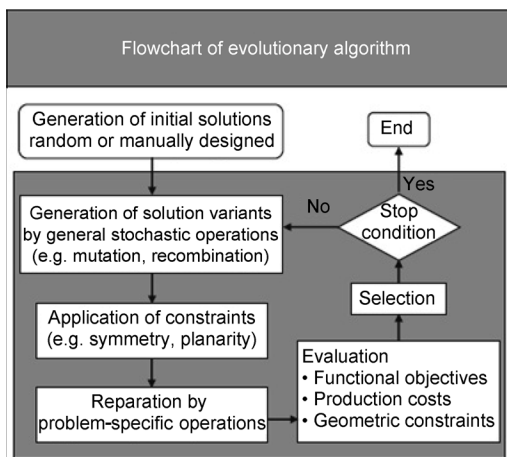 Flowchart of evolutionary algorithm
Generation of initial solutions
random or manually designed
End
Yes
No
Generation of solution variants
by general stochastic operations
(e.g. mutation, recombination)
Stop
condition
Selection
Application of constraints
(e.g. symmetry, planarity)
Evaluation
• Functional objectives
• Production costs
• Geometric constraints
Reparation by
problem-specific operations